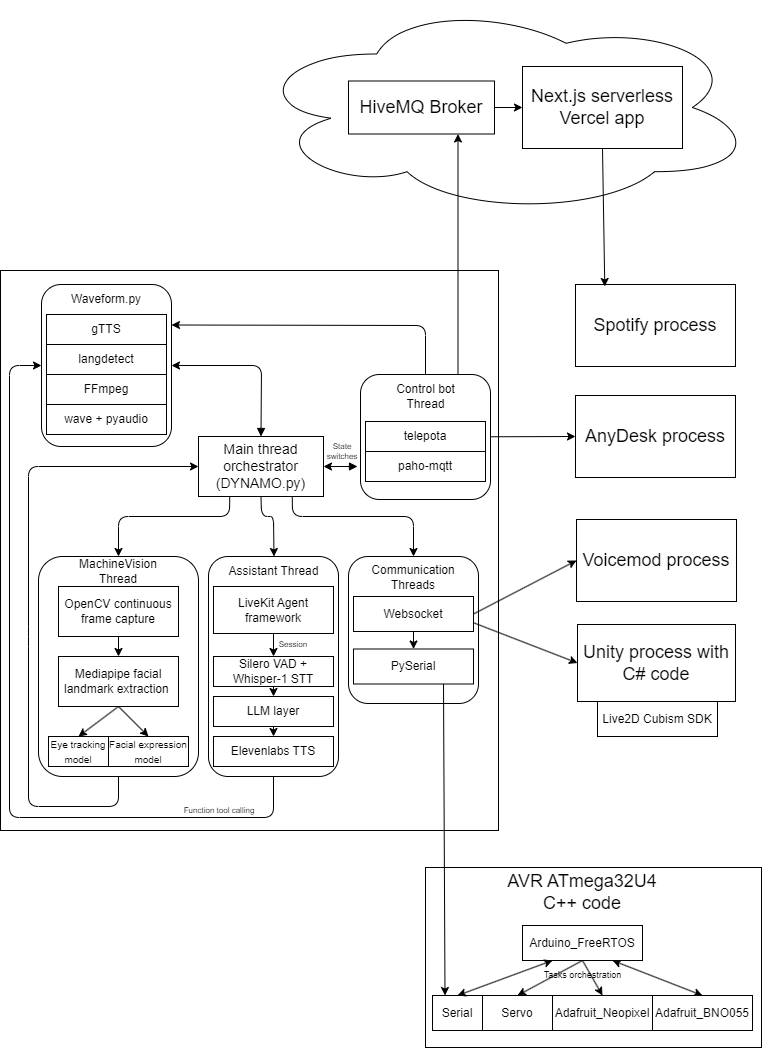 HiveMQ Broker
Next.js serverless
Vercel app
Waveform.py
gTTS
langdetect
FFmpeg
wave + pyaudio
Spotify process
Control bot
Thread
telepota
paho-mqtt
AnyDesk process
Main thread
orchestrator
(DYNAMO.py)
State
switches
MachineVision
Thread
OpenCV continuous
frame capture
Mediapipe facial
landmark extraction
Eye tracking
model
Facial expression
model
Assistant Thread
LiveKit Agent
framework
Session
Silero VAD +
Whisper-1 STT
LLM layer
Elevenlabs TTS
Function tool calling
Communication
Threads
Websocket
PySerial
Voicemod process
Unity process with
C# code
Live2D Cubism SDK
AVR ATmega32U4
C++ code
Arduino_FreeRTOS
Tasks orchestration
Serial
Servo
Adafruit_Neopixel
Adafruit_BNO055